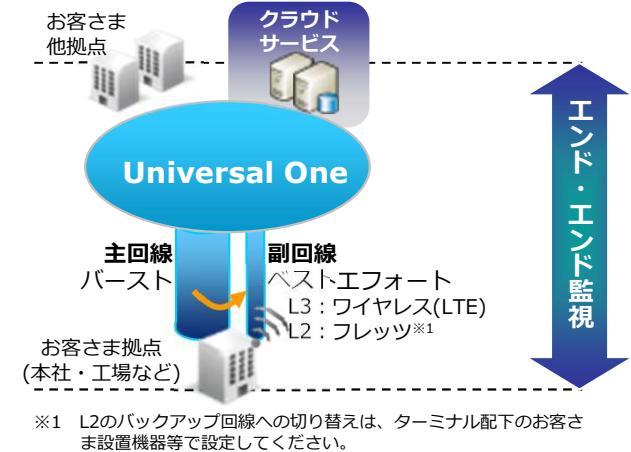 お客さま
他拠点
クラウド
サービス
Universal One
主回線
バースト
副回線
ベストエフォート
L3：ワイヤレス(LTE)
L2：フレッツ※1
お客さま拠点
(本社・工場など)
エンド・エンド監視
※1 L2のバックアップ回線への切り替えは、ターミナル配下のお客さ
ま設置機器等で設定してください。